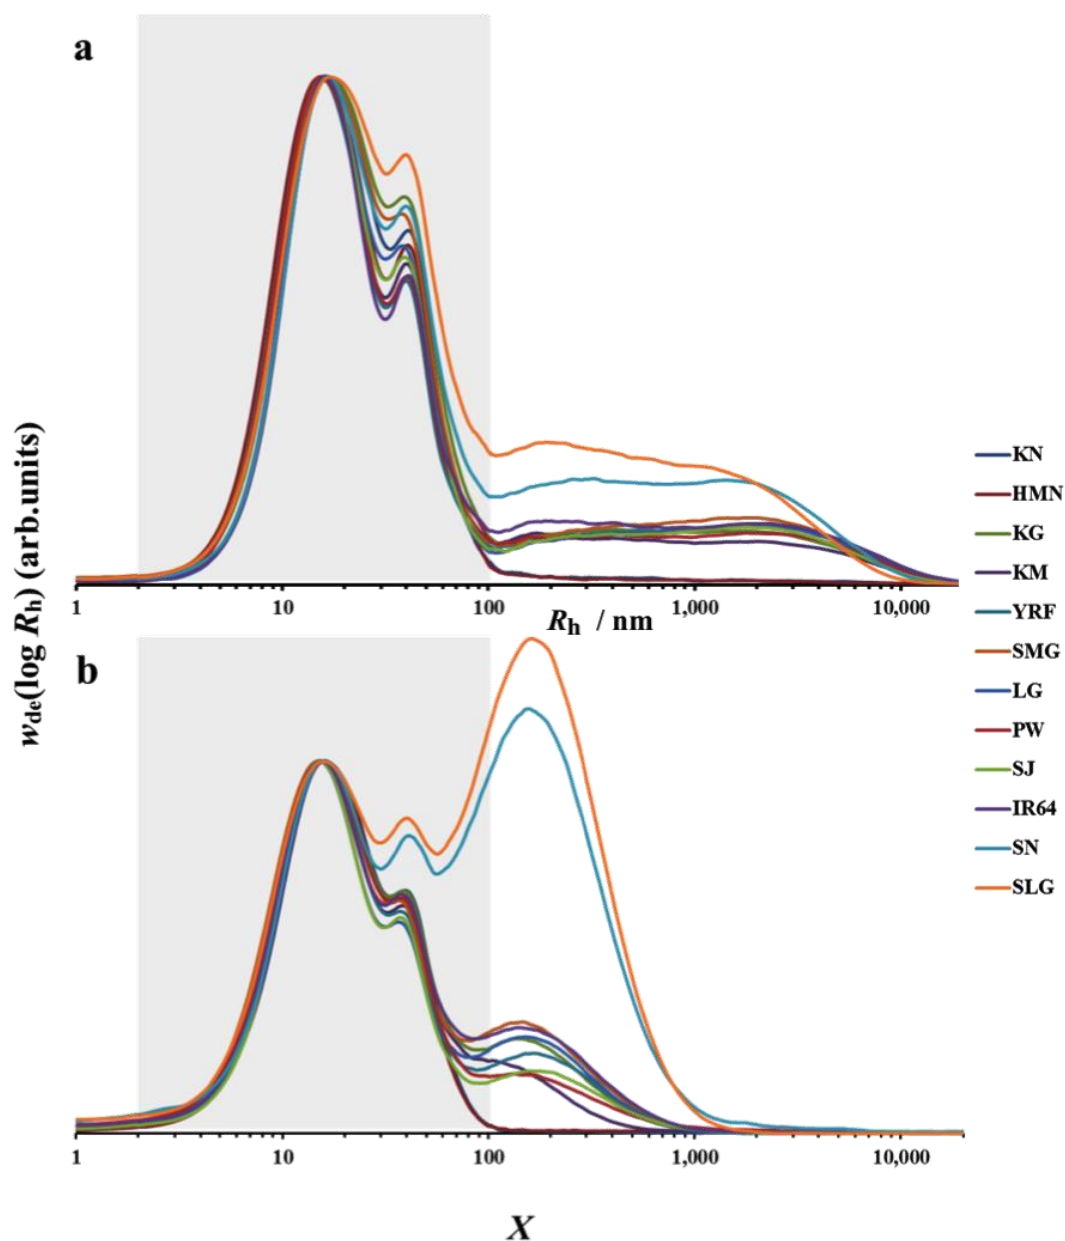 a
w_de(log R_h) (arb.units)
1 10 100 1,000 10,000
R_h / nm
KN
HMN
KG
KM
YRF
SMG
LG
PW
SJ
IR64
SN
SLG
b
1 10 100 1,000 10,000
X